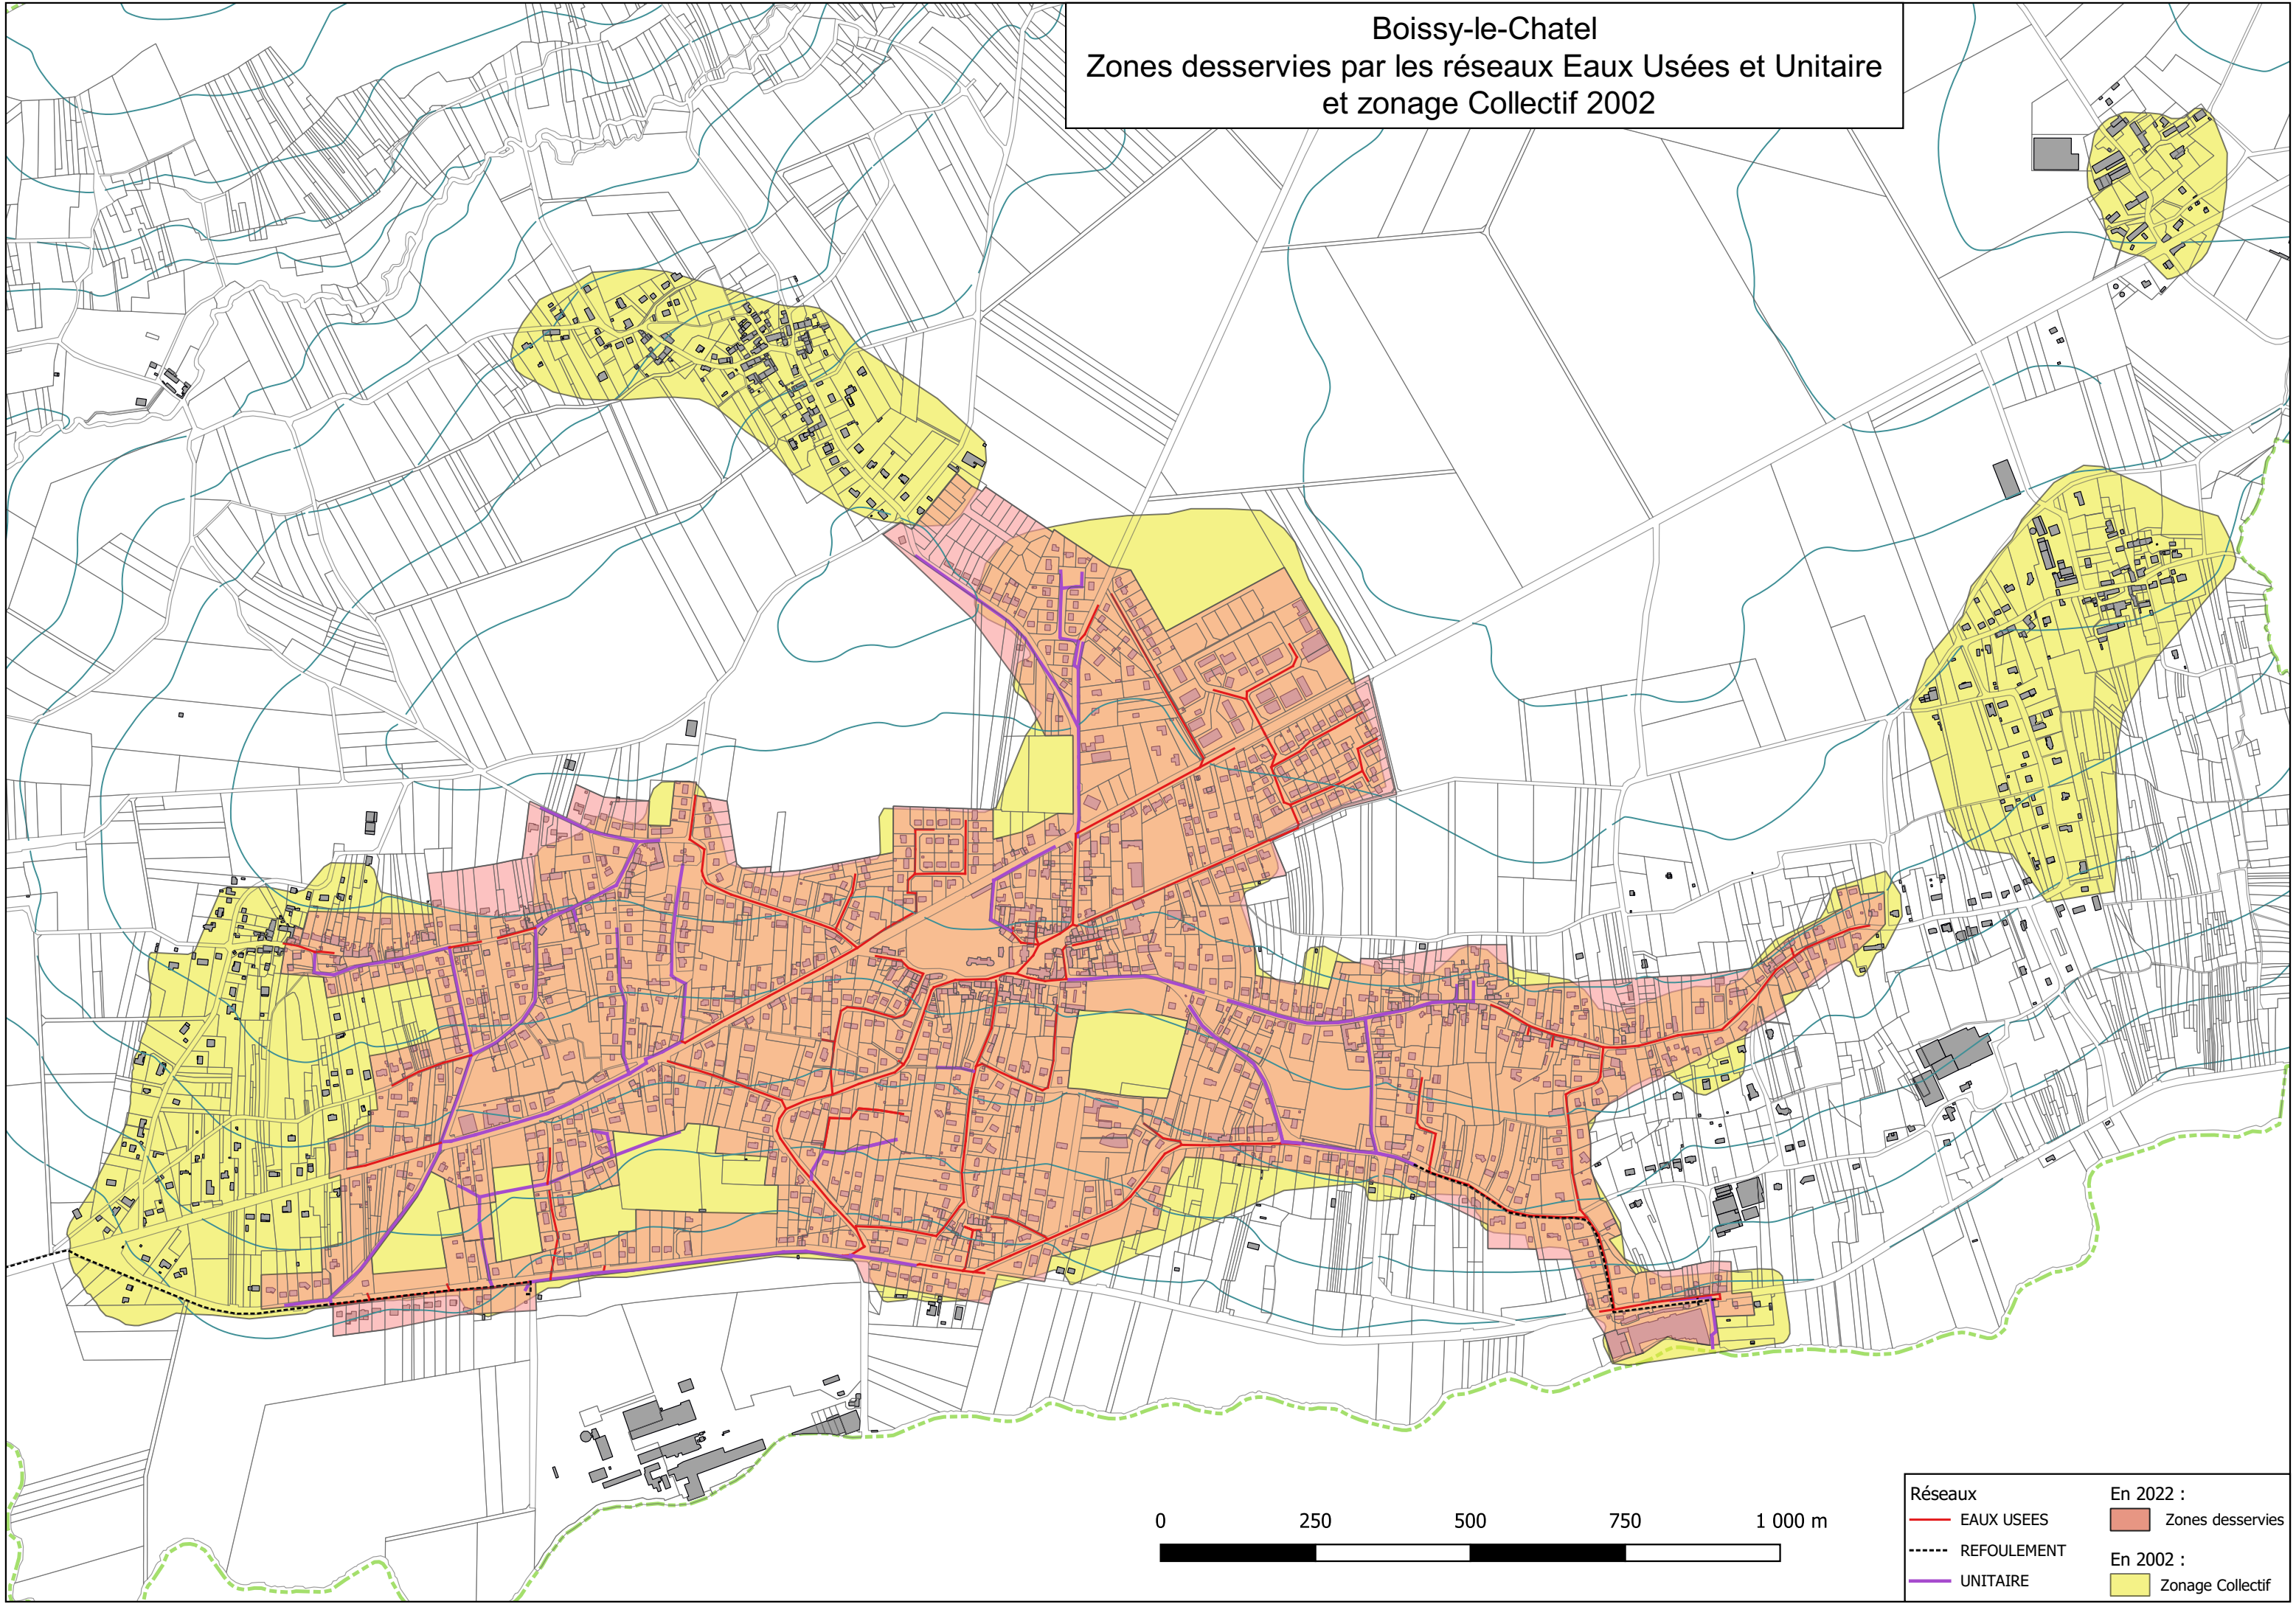 Boissy-le-Chatel
Zones desservies par les réseaux Eaux Usées et Unitaire
et zonage Collectif 2002
0 250 500 750 1 000 m
Réseaux
EAUX USEES
REFOULEMENT
UNITAIRE
En 2022 :
Zones desservies
En 2002 :
Zonage Collectif